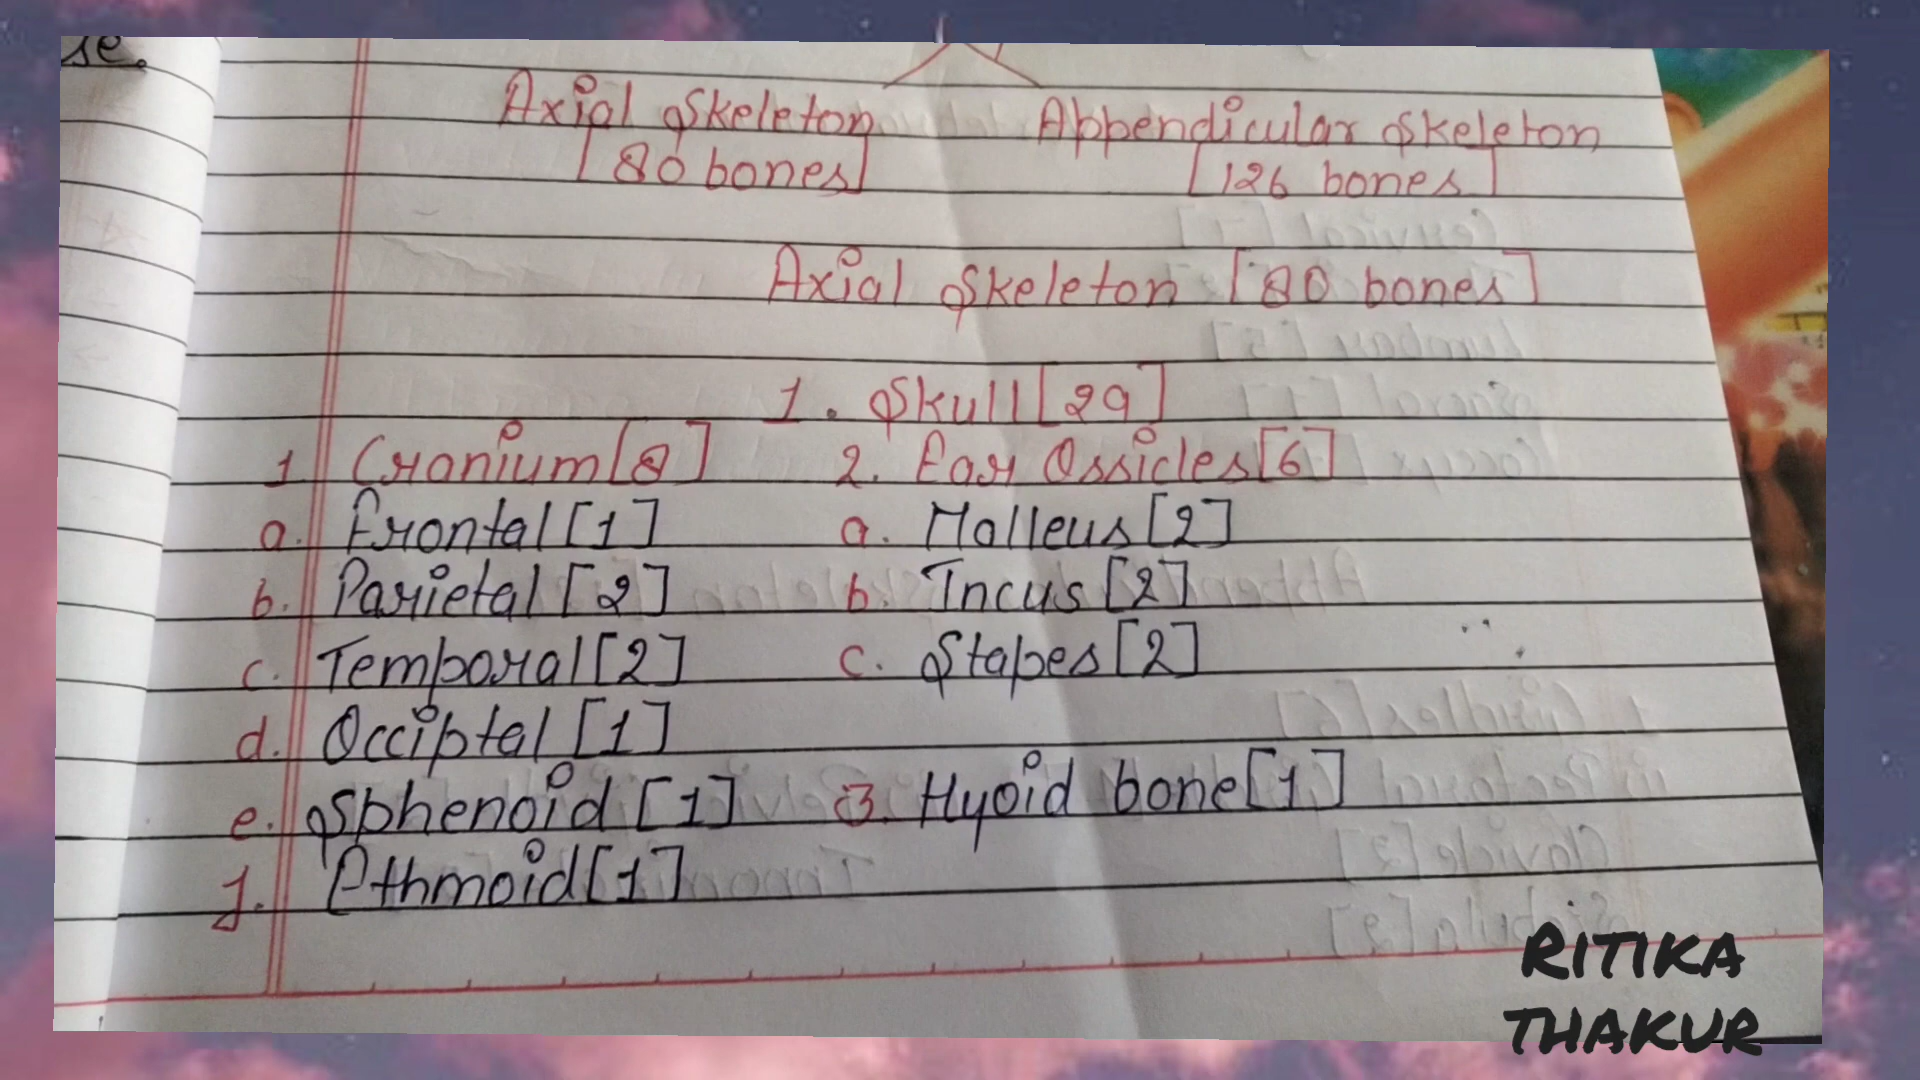 se.
Axial Skeleton Appendicular Skeleton
[80 bones] [126 bones]
Axial Skeleton [80 bones]
1. Skull [29]
1 Cranium [8] 2. Ear Ossicles [6]
a. Frontal [1] a. Malleus [2]
b. Parietal [2] b. Incus [2]
c. Temporal [2] c. Stapes [2]
d. Occiptal [1]
e. Sphenoid [1] 3. Hyoid bone [1]
f. Ethmoid [1]
RITIKA
THAKUR